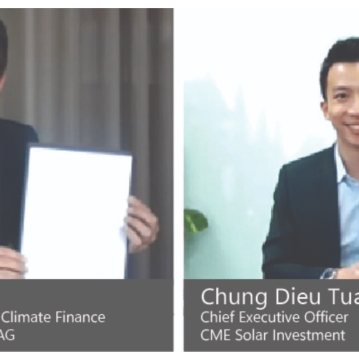 Climate Finance
AG
Chung Dieu Tua
Chief Executive Officer
CME Solar Investment